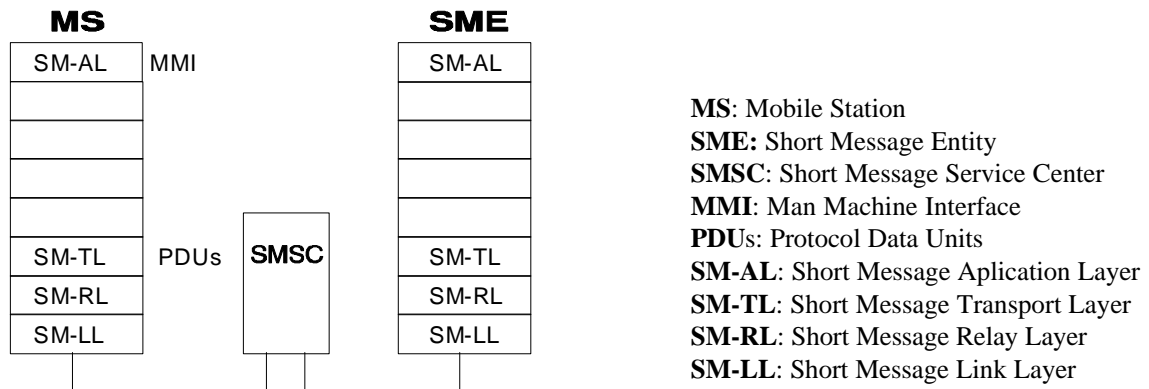 MS
SME
SM-AL MMI
SM-AL
SM-TL PDUs SMSC
SM-TL
SM-RL
SM-RL
SM-LL
SM-LL
MS: Mobile Station
SME: Short Message Entity
SMSC: Short Message Service Center
MMI: Man Machine Interface
PDUs: Protocol Data Units
SM-AL: Short Message Aplication Layer
SM-TL: Short Message Transport Layer
SM-RL: Short Message Relay Layer
SM-LL: Short Message Link Layer